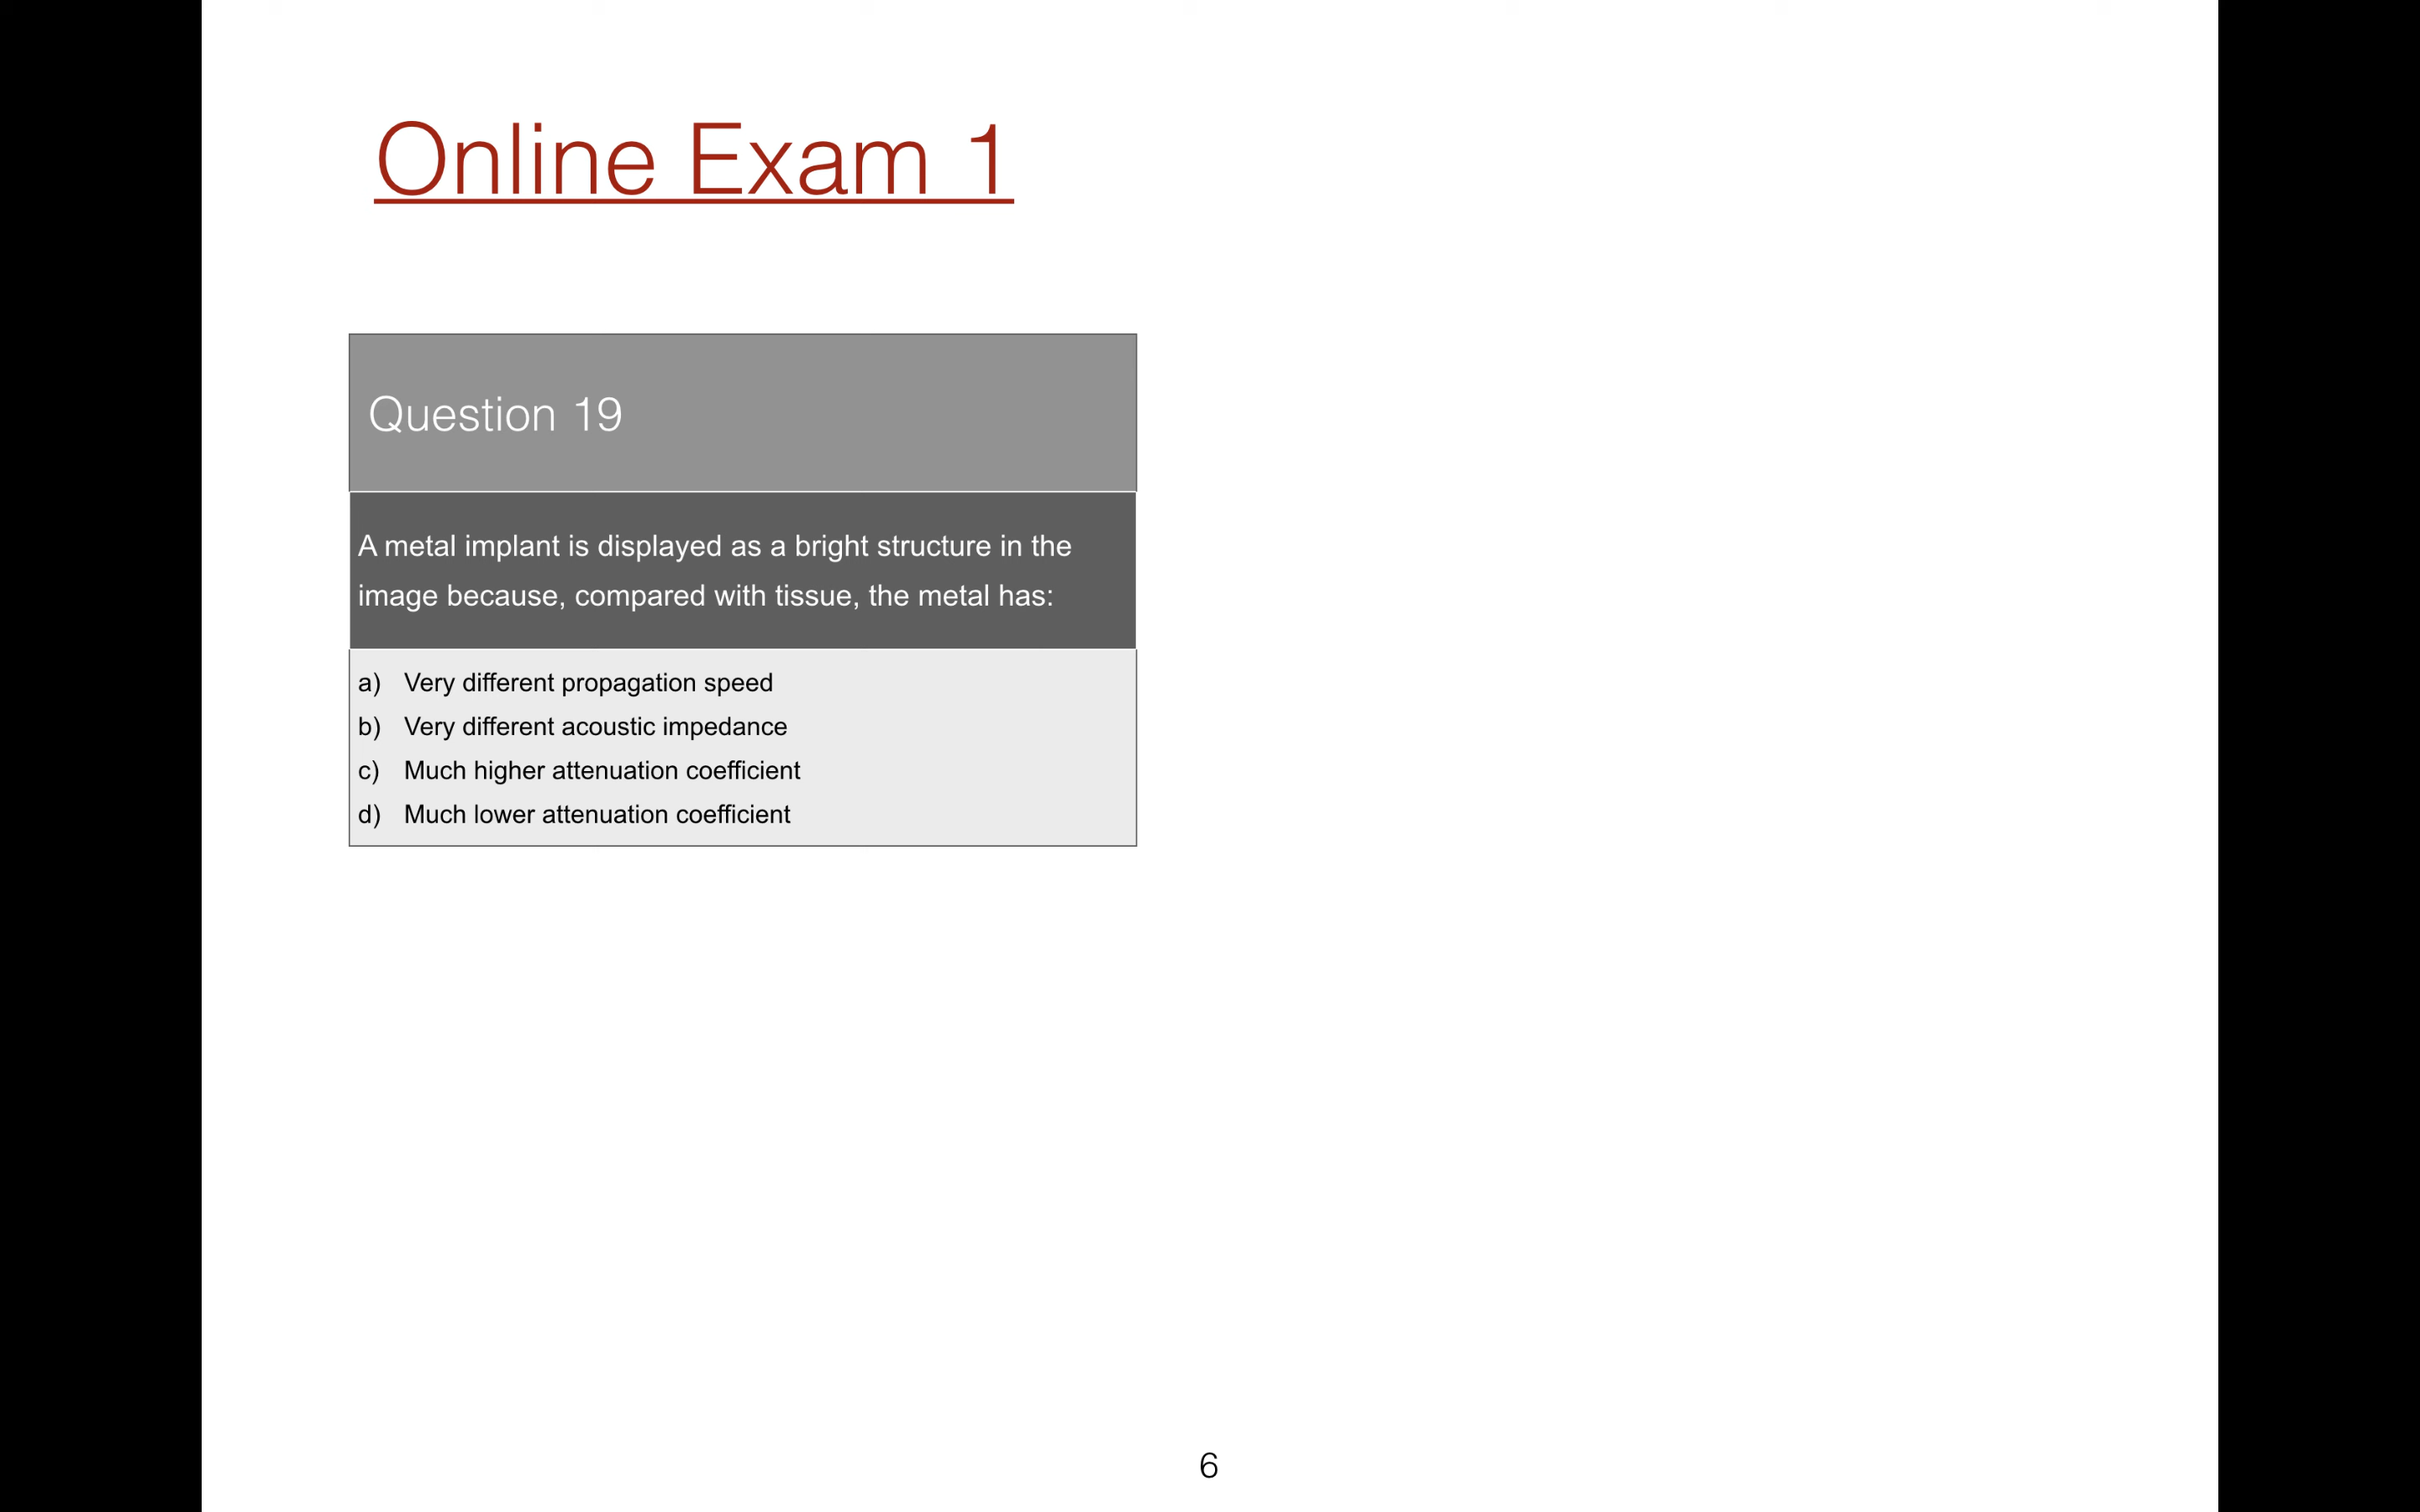 Online Exam 1
Question 19
A metal implant is displayed as a bright structure in the
image because, compared with tissue, the metal has:
a) Very different propagation speed
b) Very different acoustic impedance
c) Much higher attenuation coefficient
d) Much lower attenuation coefficient
6